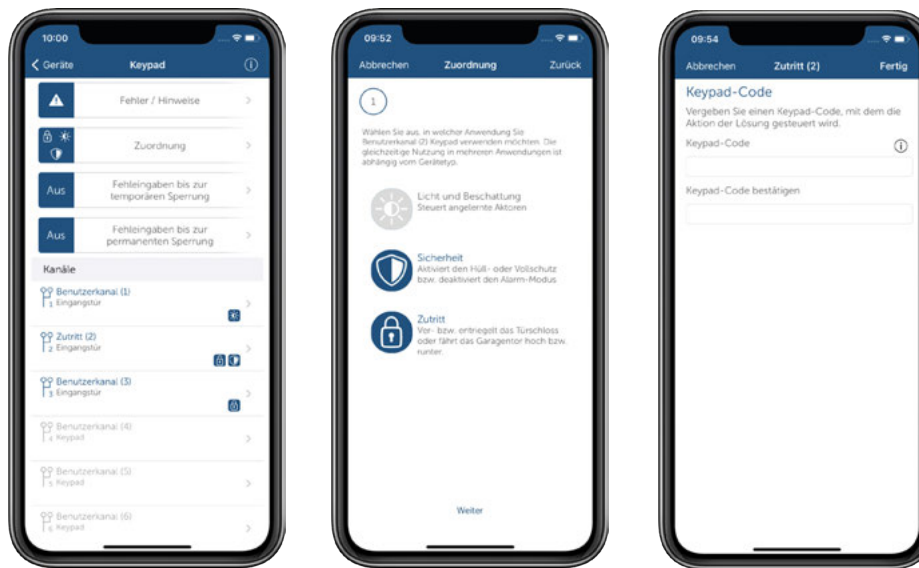 10:00
Geräte
Keypad
Fehler / Hinweise
Zuordnung
Aus
Fehleingaben bis zur
temporären Sperrung
Aus
Fehleingaben bis zur
permanenten Sperrung
Kanäle
Benutzerkanal (1)
1 Eingangstür
Zutritt (2)
2 Eingangstür
Benutzerkanal (3)
3 Eingangstür
Benutzerkanal (4)
4 Keypad
Benutzerkanal (5)
5 Keypad
Benutzerkanal (6)
6 Keypad
09:52
Abbrechen
Zuordnung
Zurück
1
Wählen Sie aus, in welcher Anwendung Sie
Benutzerkanal (2) Keypad verwenden möchten. Die
gleichzeitige Nutzung in mehreren Anwendungen ist
abhängig vom Gerätetyp.
Licht und Beschattung
Steuert angelernte Aktoren
Sicherheit
Aktiviert den Hüll- oder Vollschutz
bzw. deaktiviert den Alarm-Modus
Zutritt
Ver- bzw. entriegelt das Türschloss
oder fährt das Garagentor hoch bzw.
runter.
Weiter
09:54
Abbrechen
Zutritt (2)
Fertig
Keypad-Code
Vergeben Sie einen Keypad-Code, mit dem die
Aktion der Lösung gesteuert wird.
Keypad-Code
Keypad-Code bestätigen